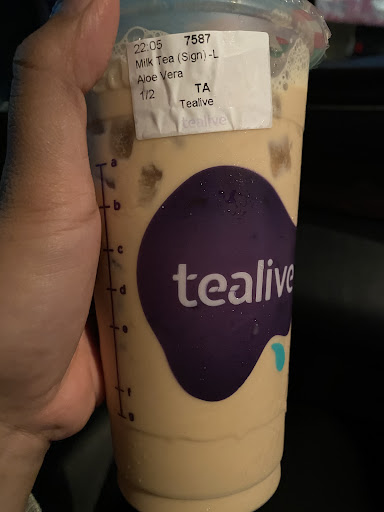 22:05 7587
Milk Tea (Sign) -L
Aloe Vera
1/2 TA
Tealive
tealive
tealive
a
b
c
d
e
f
g